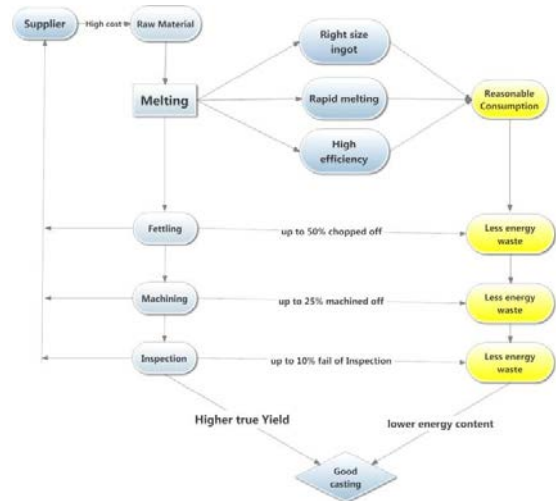 Supplier
High cost
Raw Material
Right size
ingot
Melting
Rapid melting
Reasonable
Consumption
High
efficiency
Fettling
up to 50% chopped off
Less energy
waste
Machining
up to 25% machined off
Less energy
waste
Inspection
up to 10% fail of Inspection
Less energy
waste
Higher true Yield
lower energy content
Good
casting